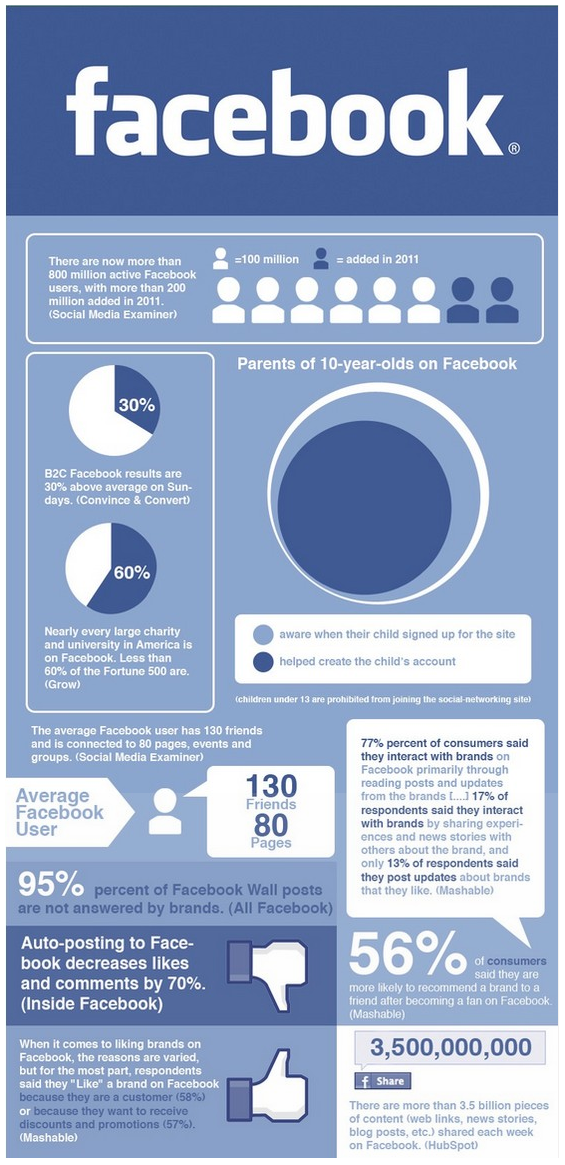 facebook®
There are now more than
800 million active Facebook
users, with more than 200
million added in 2011.
(Social Media Examiner)
=100 million
= added in 2011
30%
B2C Facebook results are
30% above average on Sun-
days. (Convince & Convert)
60%
Nearly every large charity
and university in America is
on Facebook. Less than
60% of the Fortune 500 are.
(Grow)
Parents of 10-year-olds on Facebook
aware when their child signed up for the site
helped create the child's account
(children under 13 are prohibited from joining the social-networking site)
The average Facebook user has 130 friends
and is connected to 80 pages, events and
groups. (Social Media Examiner)
Average
Facebook
User
130
Friends
80
Pages
77% percent of consumers said
they interact with brands on
Facebook primarily through
reading posts and updates
from the brands [....] 17% of
respondents said they interact
with brands by sharing experi-
ences and news stories with
others about the brand, and
only 13% of respondents said
they post updates about brands
that they like. (Mashable)
95% percent of Facebook Wall posts
are not answered by brands. (All Facebook)
Auto-posting to Face-
book decreases likes
and comments by 70%.
(Inside Facebook)
56% of consumers
said they are
more likely to recommend a brand to a
friend after becoming a fan on Facebook.
(Mashable)
When it comes to liking brands on
Facebook, the reasons are varied,
but for the most part, respondents
said they "Like" a brand on Facebook
because they are a customer (58%)
or because they want to receive
discounts and promotions (57%).
(Mashable)
3,500,000,000
f Share
There are more than 3.5 billion pieces
of content (web links, news stories,
blog posts, etc.) shared each week
on Facebook. (HubSpot)